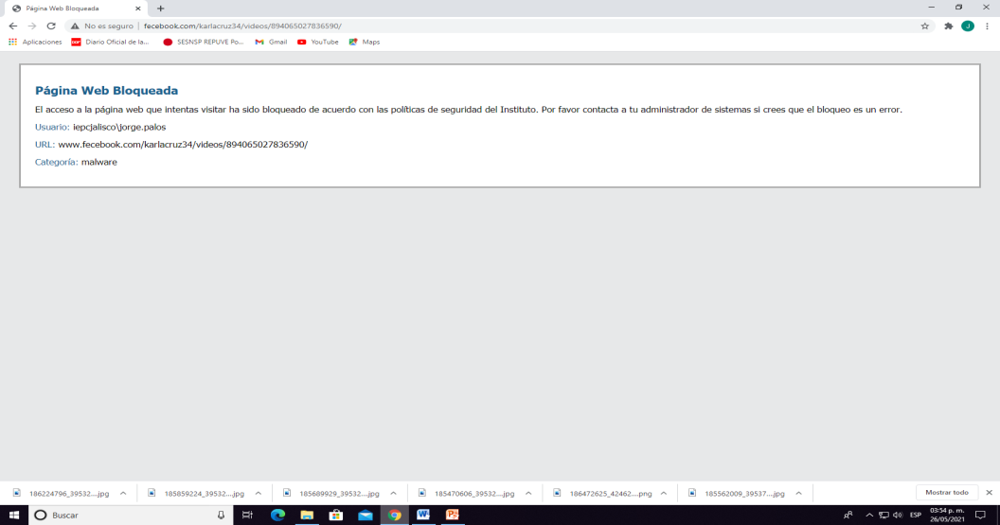 Página Web Bloqueada
No es seguro | fecebook.com/karlacruz34/videos/894065027836590/
Aplicaciones DOF Diario Oficial de la... SESNSP REPUVE Po... Gmail YouTube Maps
Página Web Bloqueada
El acceso a la página web que intentas visitar ha sido bloqueado de acuerdo con las políticas de seguridad del Instituto. Por favor contacta a tu administrador de sistemas si crees que el bloqueo es un error.
Usuario: iepcjalisco\jorge.palos
URL: www.fecebook.com/karlacruz34/videos/894065027836590/
Categoría: malware
186224796_39532....jpg 185859224_39532....jpg 185689929_39532....jpg 185470606_39532....jpg 186472625_42462....png 185562009_39537....jpg Mostrar todo
Buscar ESP 03:54 p. m.
26/05/2021